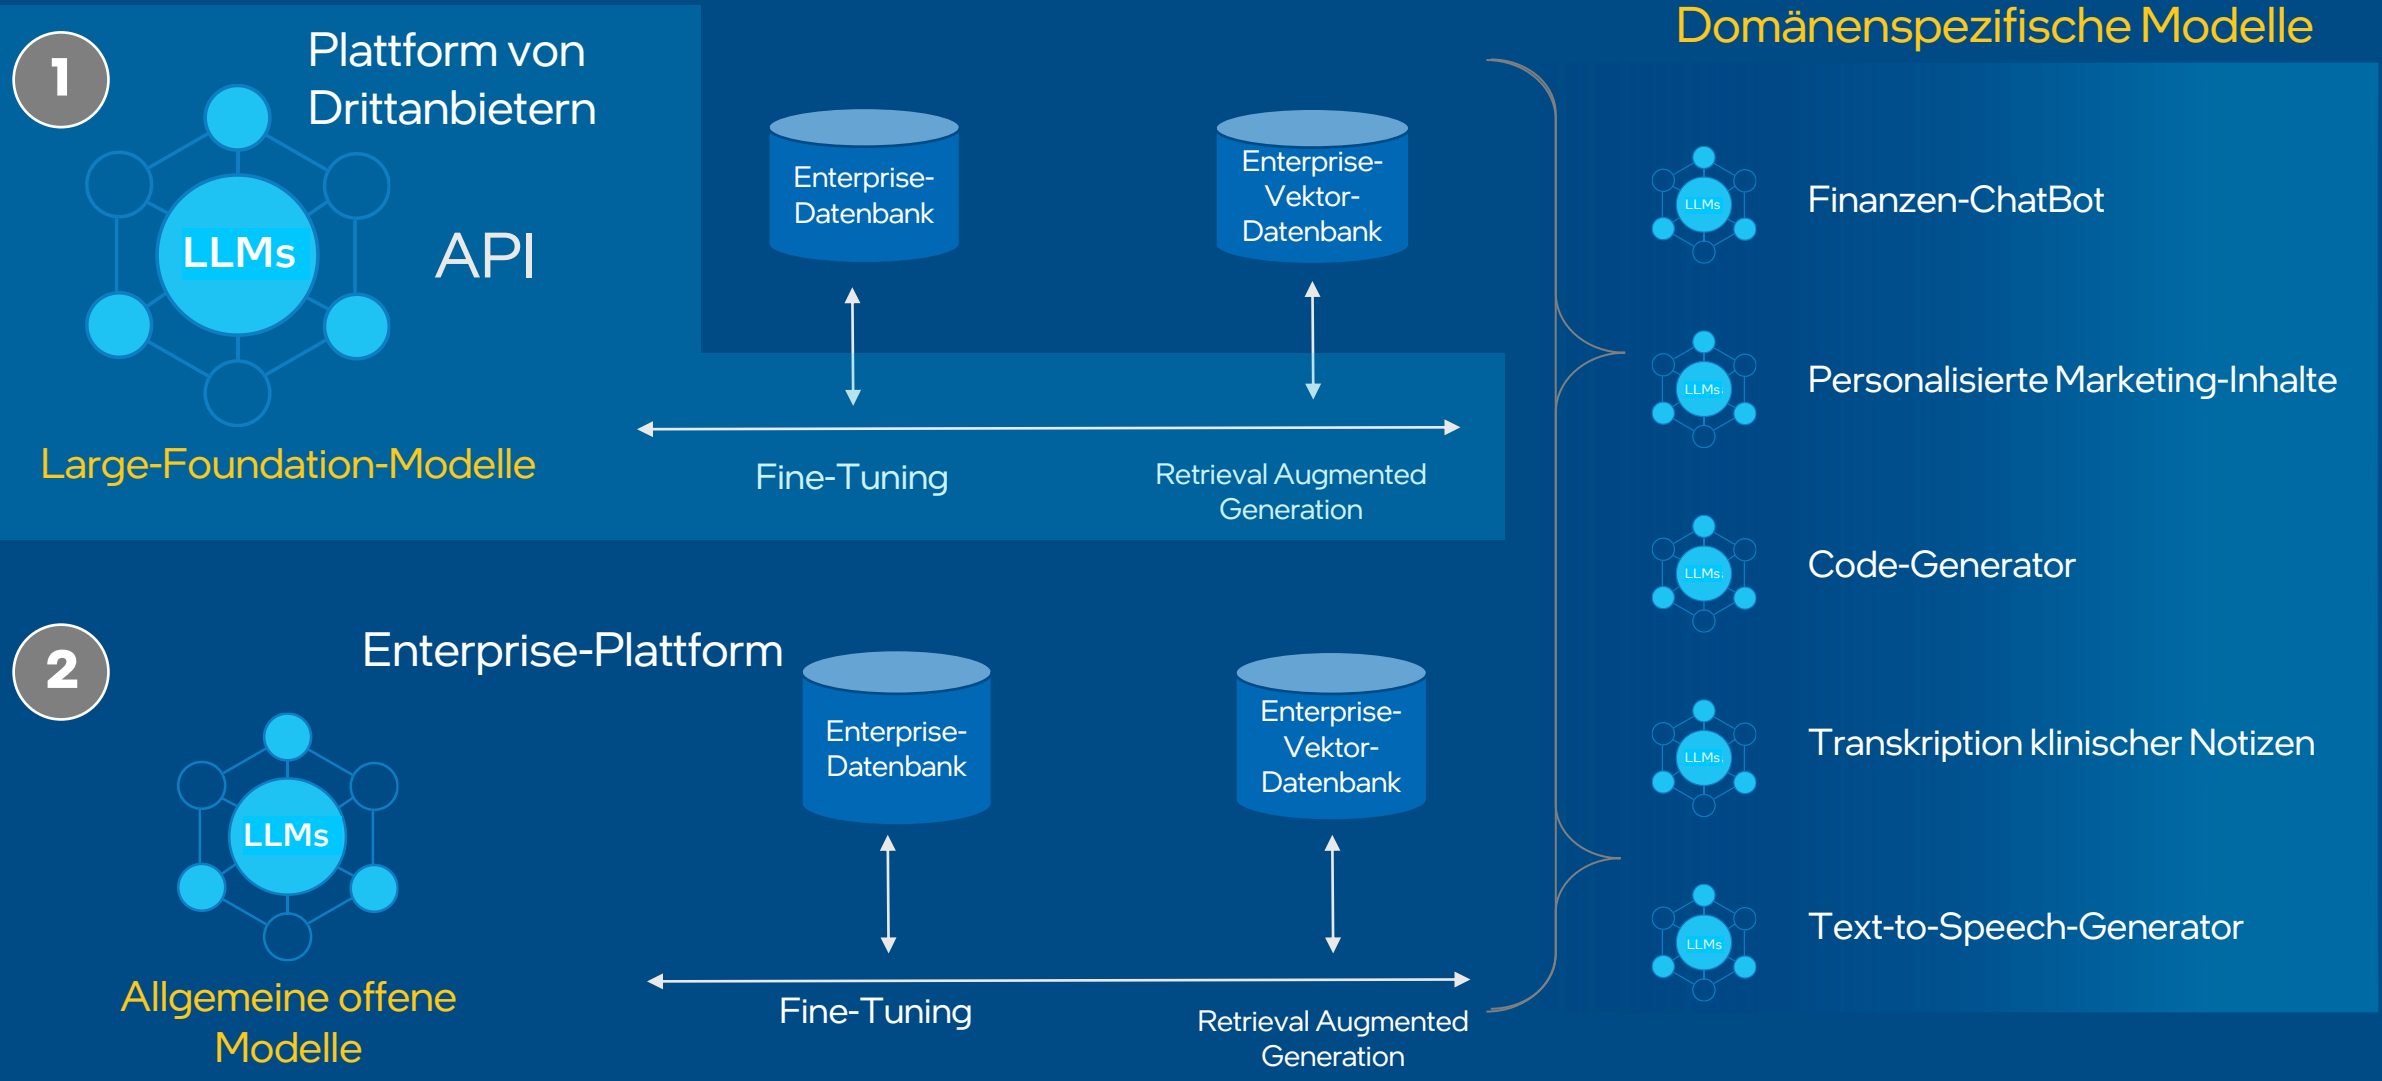 1
Plattform von
Drittanbietern
LLMs
API
Large-Foundation-Modelle
Enterprise-
Datenbank
Enterprise-
Vektor-
Datenbank
Fine-Tuning
Retrieval Augmented
Generation
2
Enterprise-Plattform
LLMs
Allgemeine offene
Modelle
Enterprise-
Datenbank
Enterprise-
Vektor-
Datenbank
Fine-Tuning
Retrieval Augmented
Generation
Domänenspezifische Modelle
LLMs
Finanzen-ChatBot
LLMs
Personalisierte Marketing-Inhalte
LLMs
Code-Generator
LLMs
Transkription klinischer Notizen
LLMs
Text-to-Speech-Generator